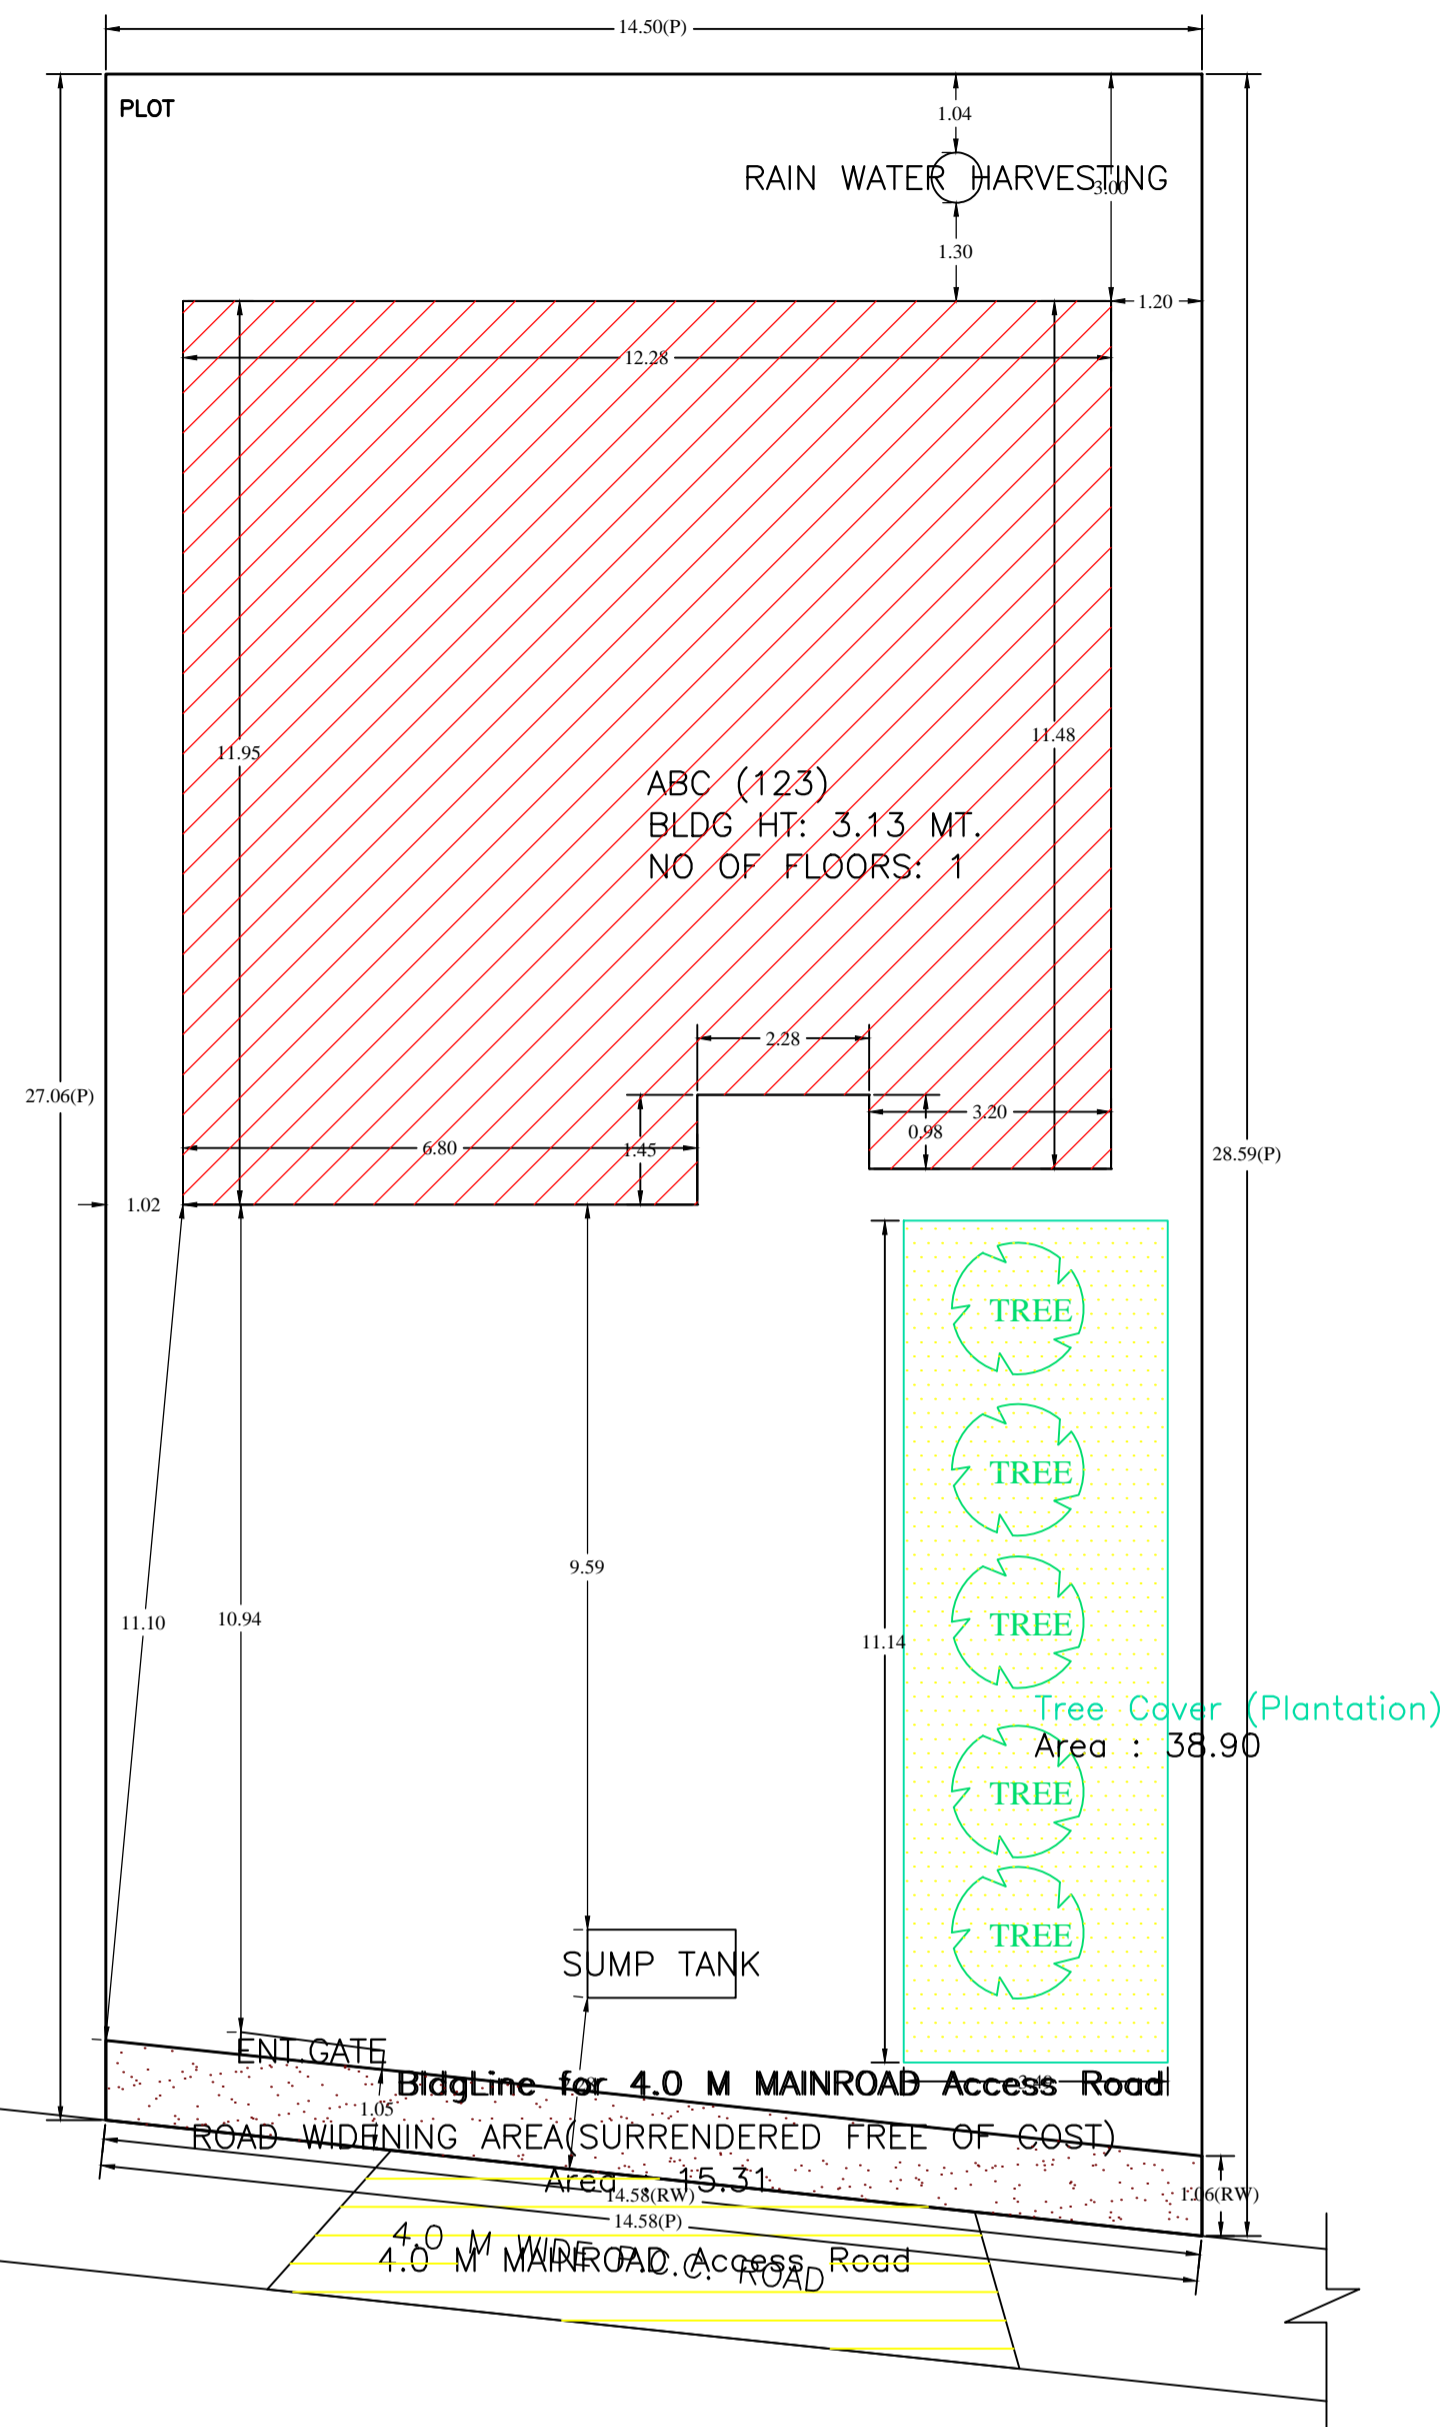 14.50(P)
PLOT
1.04
RAIN WATER HARVESTING
3.00
1.30
1.20
12.28
11.95
11.48
ABC (123)
BLDG HT: 3.13 MT.
NO OF FLOORS: 1
2.28
27.06(P)
3.20
0.98
6.80
1.45
28.59(P)
1.02
TREE
TREE
9.59
11.10
10.94
TREE
11.14
Tree Cover (Plantation)
Area : 38.90
TREE
TREE
SUMP TANK
ENT.GATE
BldgLine for 4.0 M MAINROAD Access Road
3.49
1.05
ROAD WIDENING AREA(SURRENDERED FREE OF COST)
Area : 15.31
14.58(RW)
1.06(RW)
14.58(P)
4.0 M WIDE P.C.C. ROAD
4.0 M MAINROAD Access Road